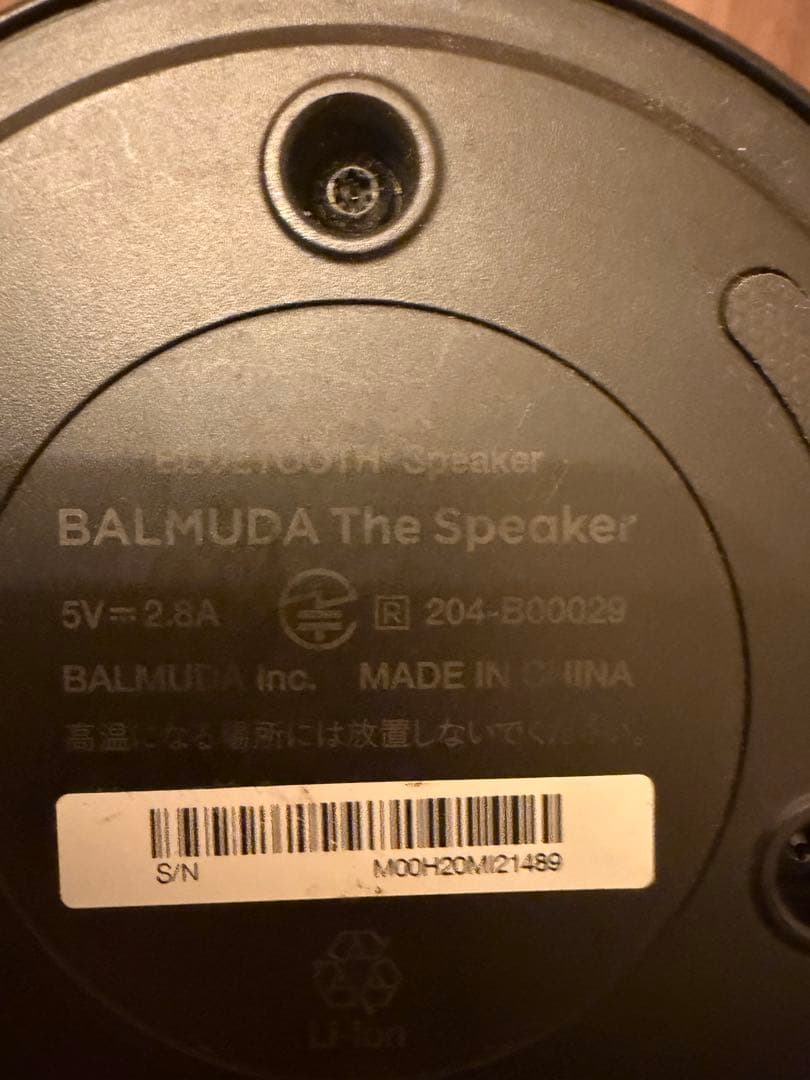 BLUETOOTH® Speaker
BALMUDA The Speaker
5V⎓2.8A R 204-B00029
BALMUDA Inc. MADE IN CHINA
高温になる場所には放置しないでください。
S/N M00H20MI21489
Li-ion